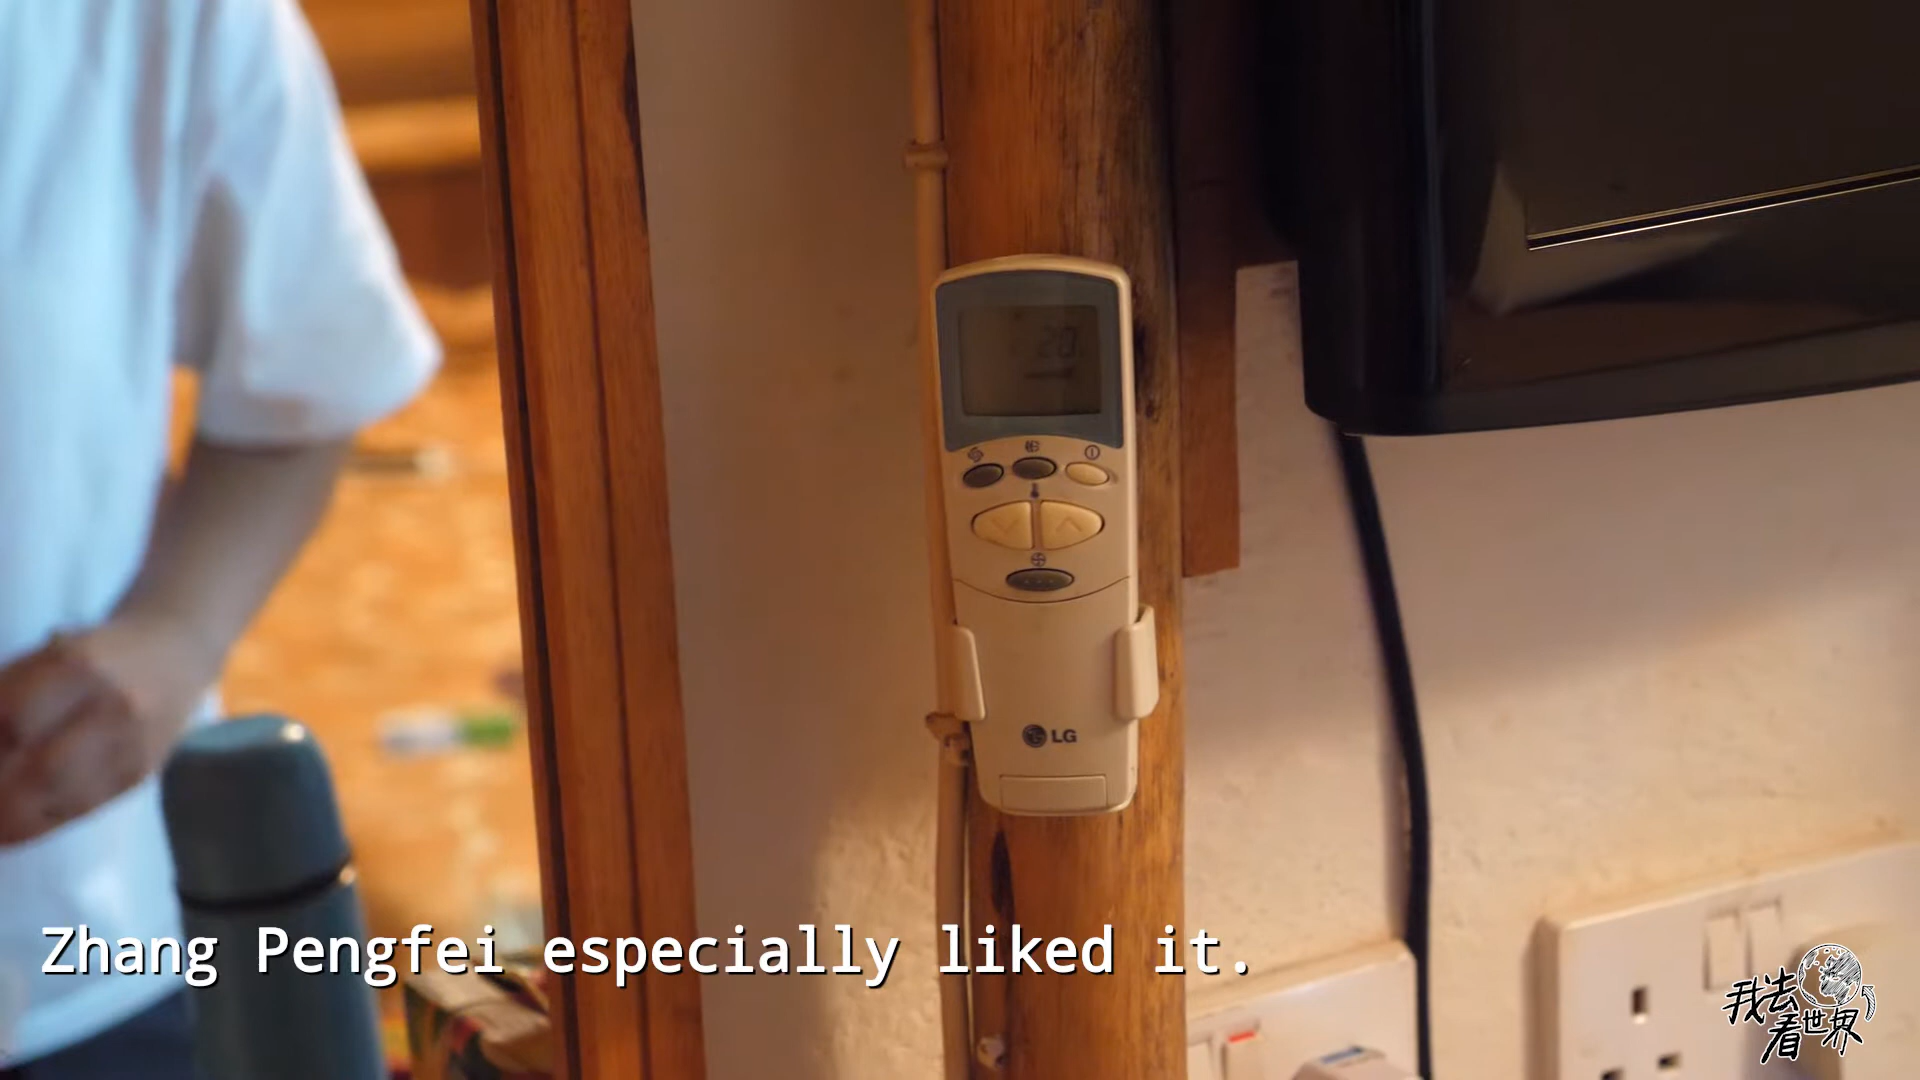 20
LG
Zhang Pengfei especially liked it.
我去
看世界